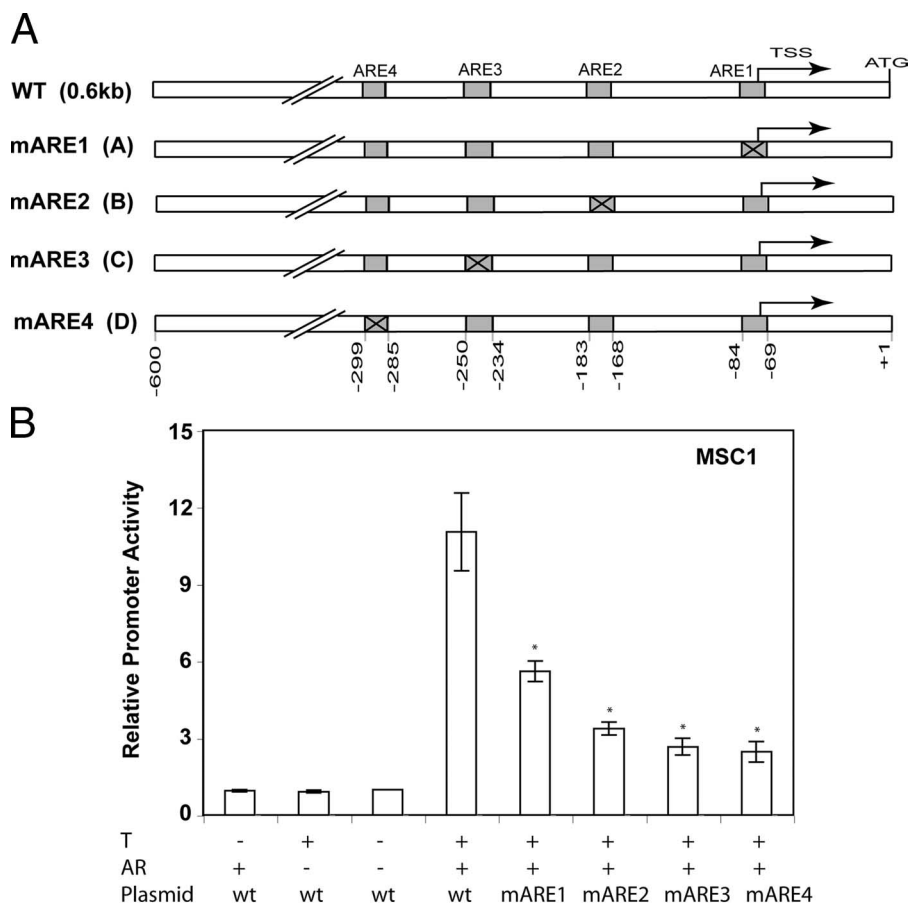 A
TSS
ARE4 ARE3 ARE2 ARE1 ATG
WT (0.6kb)
mARE1 (A)
mARE2 (B)
mARE3 (C)
mARE4 (D)
-600 -299 -285 -250 -234 -183 -168 -84 -69 +1
B
MSC1
Relative Promoter Activity
15
12
9
6
3
0
* * * *
T - + - + + + + +
AR + - - + + + + +
Plasmid wt wt wt wt mARE1 mARE2 mARE3 mARE4